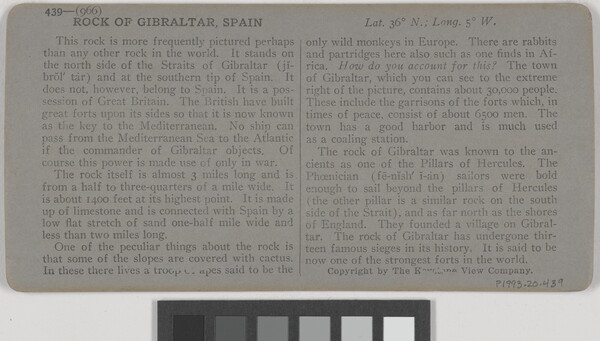 439—(966)
ROCK OF GIBRALTAR, SPAIN
Lat. 36° N.; Long. 5° W.
This rock is more frequently pictured perhaps
than any other rock in the world. It stands on
the north side of the Straits of Gibraltar (jĭ-
brôl' tár) and at the southern tip of Spain. It
does not, however, belong to Spain. It is a pos-
session of Great Britain. The British have built
great forts upon its sides so that it is now known
as the key to the Mediterranean. No ship can
pass from the Mediterranean Sea to the Atlantic
if the commander of Gibraltar objects. Of
course this power is made use of only in war.
The rock itself is almost 3 miles long and is
from a half to three-quarters of a mile wide. It
is about 1400 feet at its highest point. It is made
up of limestone and is connected with Spain by a
low flat stretch of sand one-half mile wide and
less than two miles long.
One of the peculiar things about the rock is
that some of the slopes are covered with cactus.
In these there lives a troop of apes said to be the
only wild monkeys in Europe. There are rabbits
and partridges here also such as one finds in Af-
rica. How do you account for this? The town
of Gibraltar, which you can see to the extreme
right of the picture, contains about 30,000 people.
These include the garrisons of the forts which, in
times of peace, consist of about 6500 men. The
town has a good harbor and is much used
as a coaling station.
The rock of Gibraltar was known to the an-
cients as one of the Pillars of Hercules. The
Phœnician (fê-nĭsh' ĭ-án) sailors were bold
enough to sail beyond the pillars of Hercules
(the other pillar is a similar rock on the south
side of the Strait), and as far north as the shores
of England. They founded a village on Gibral-
tar. The rock of Gibraltar has undergone thir-
teen famous sieges in its history. It is said to be
now one of the strongest forts in the world.
Copyright by The Keystone View Company.
P1993.20.439